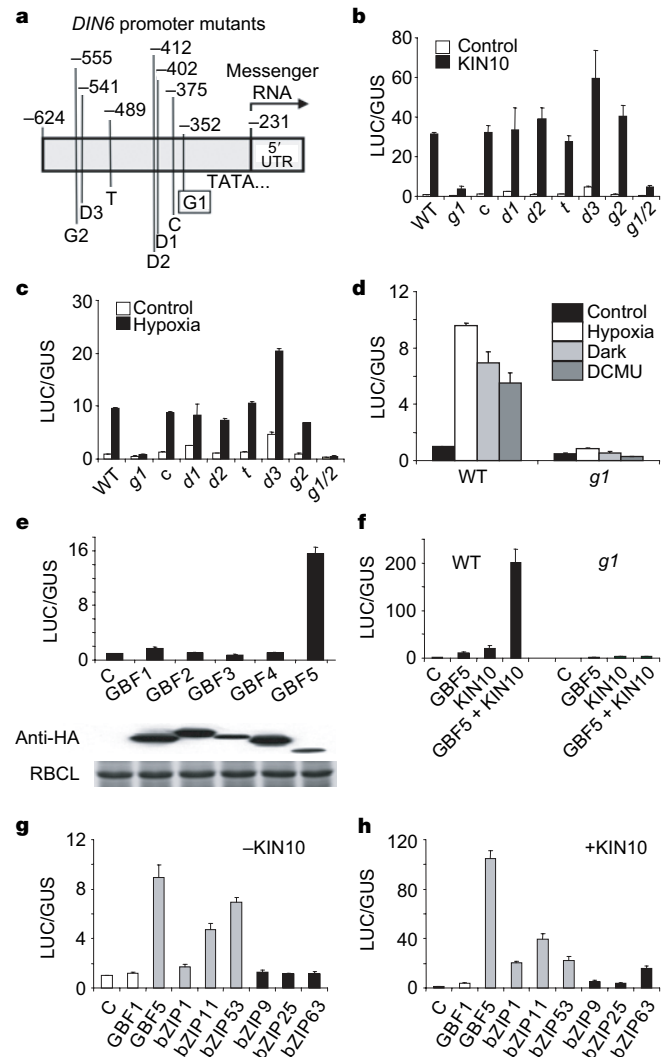 a
DIN6 promoter mutants
–412
–555
–402
–541
–375
Messenger
RNA
–489
–352
–624
–231
5′
UTR
TATA...
T
D3
G1
C
G2
D1
D2
b
Control
KIN10
LUC/GUS
80
60
40
20
0
WT
g1
c
d1
d2
t
d3
g2
g1/2
c
Control
Hypoxia
LUC/GUS
30
20
10
0
WT
g1
c
d1
d2
t
d3
g2
g1/2
d
Control
Hypoxia
Dark
DCMU
LUC/GUS
12
8
4
0
WT
g1
e
LUC/GUS
16
12
8
4
0
C
GBF1
GBF2
GBF3
GBF4
GBF5
Anti-HA
RBCL
f
WT
g1
LUC/GUS
200
100
0
C
GBF5
KIN10
GBF5 + KIN10
C
GBF5
KIN10
GBF5 + KIN10
g
–KIN10
LUC/GUS
12
8
4
0
C
GBF1
GBF5
bZIP1
bZIP11
bZIP53
bZIP9
bZIP25
bZIP63
h
+KIN10
LUC/GUS
120
80
40
0
C
GBF1
GBF5
bZIP1
bZIP11
bZIP53
bZIP9
bZIP25
bZIP63